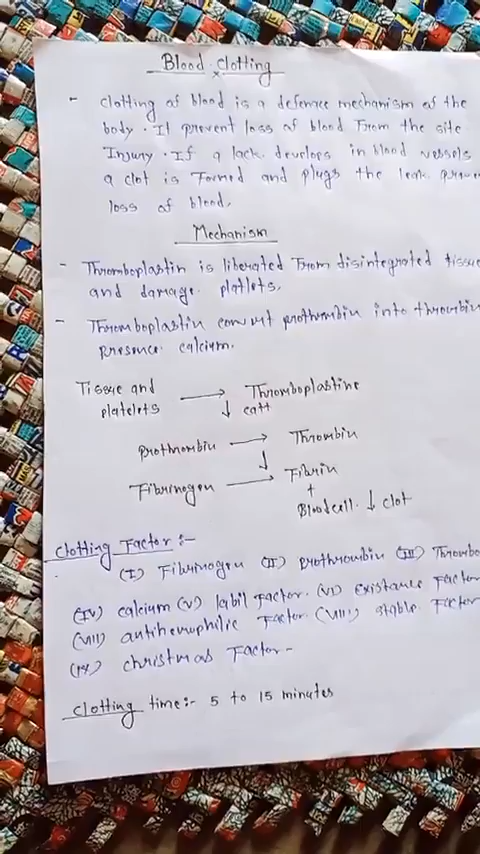 Blood clotting
- clotting of blood is a defence mechanism of the
body. It prevent loss of blood from the site
Injury. If a lack develops in blood vessels
a clot is Formed and plugs the leak
loss of blood.
Mechanism
- Thromboplastin is liberated From disintegrated tissue
and damage platlets.
- Thromboplastin convert prothrombin into thrombin
presence calcium.
Tissue and platelets → Thromboplastine
↓ ca++
prothrombin → Thrombin
↓
Fibrinogen → Fibrin
+
Bloodcell ↓ clot
Clotting Factor :-
(I) Fibrinogen (II) prothrombin (III) Thrombo
(IV) calcium (V) labil Factor. (VI) Existance Factor
(VII) antihemophilic Factor (VIII) stable Factor
(IX) christmas Factor-
clotting time:- 5 to 15 minutes